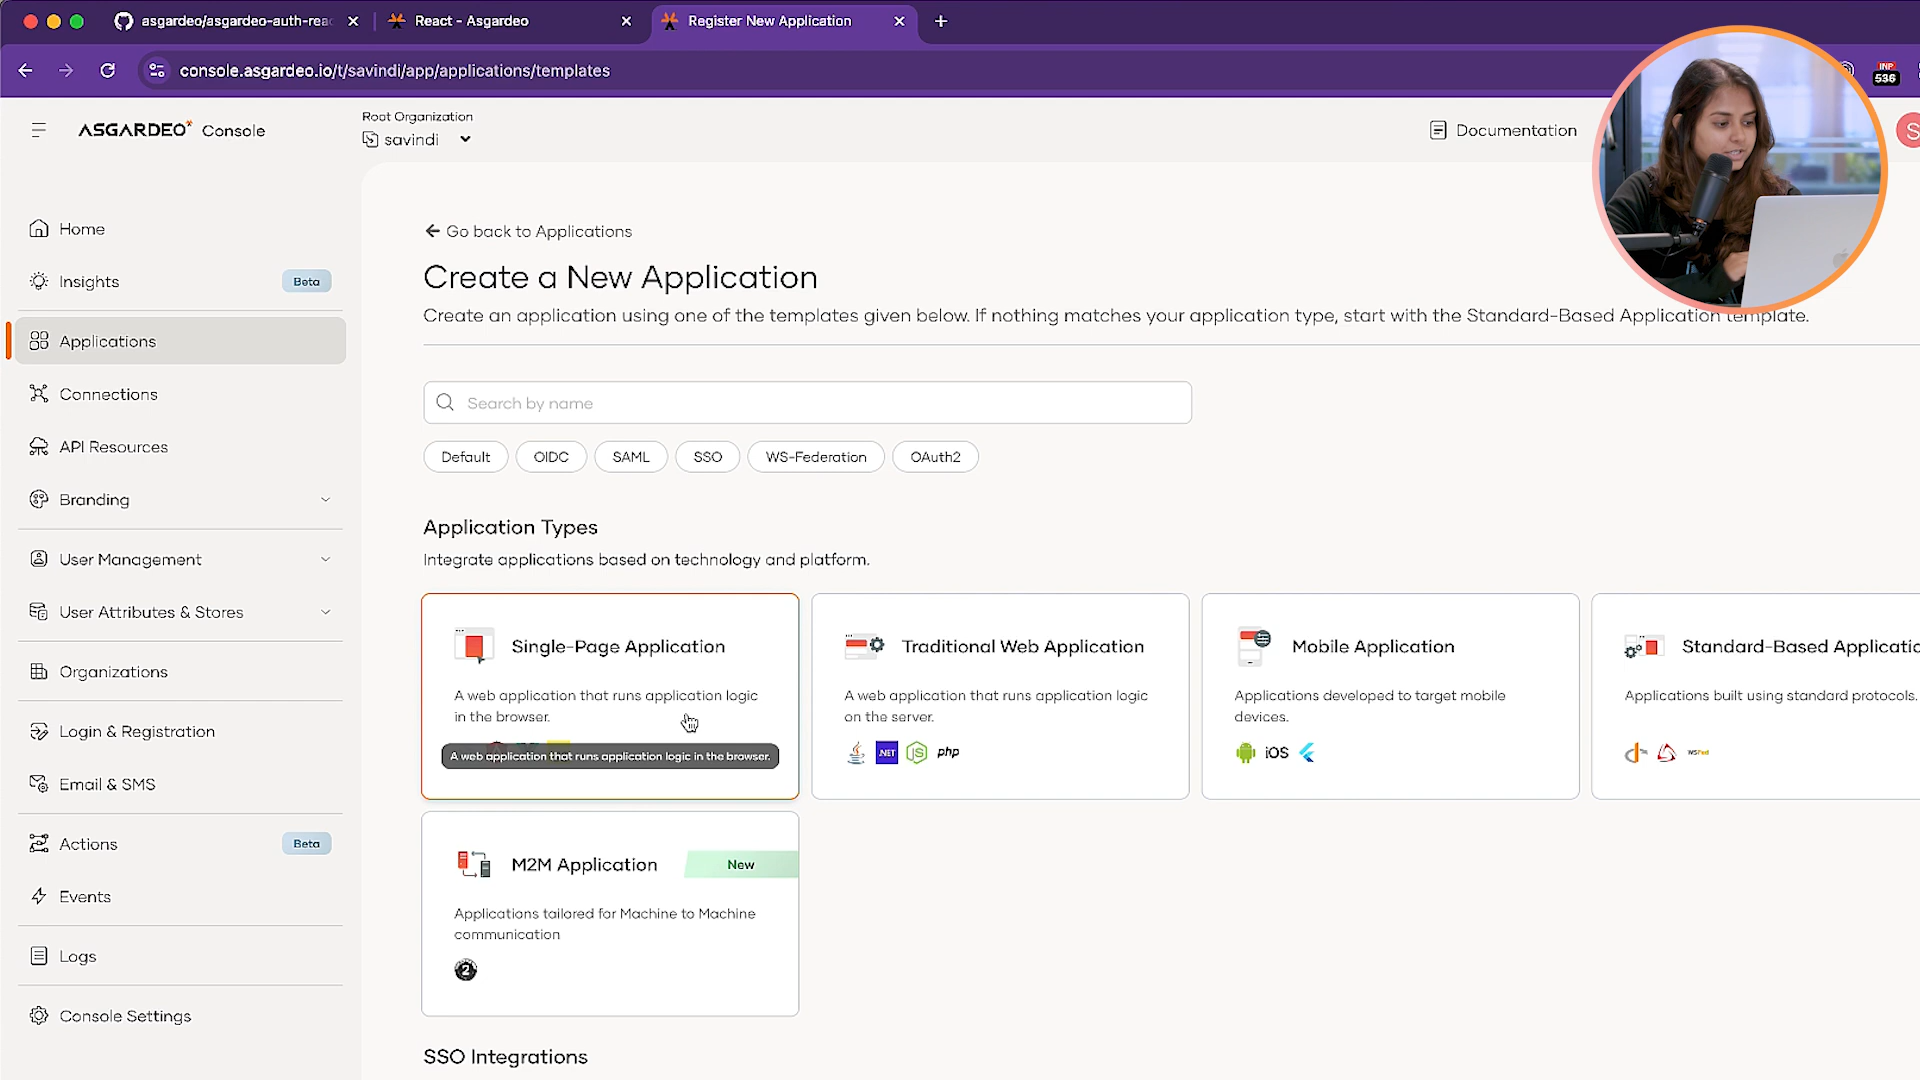 asgardeo/asgardeo-auth-rea
React - Asgardeo
Register New Application
console.asgardeo.io/t/savindi/app/applications/templates
INP
536
ASGARDEO Console
Root Organization
savindi
Documentation
S
Home
Insights
Beta
Applications
Connections
API Resources
Branding
User Management
User Attributes & Stores
Organizations
Login & Registration
Email & SMS
Actions
Beta
Events
Logs
Console Settings
Go back to Applications
Create a New Application
Create an application using one of the templates given below. If nothing matches your application type, start with the Standard-Based Application template.
Search by name
Default
OIDC
SAML
SSO
WS-Federation
OAuth2
Application Types
Integrate applications based on technology and platform.
Single-Page Application
A web application that runs application logic
in the browser.
A web application that runs application logic in the browser.
Traditional Web Application
A web application that runs application logic
on the server.
.NET
JS
php
Mobile Application
Applications developed to target mobile
devices.
iOS
Standard-Based Applicatio
Applications built using standard protocols.
WSFed
M2M Application
New
Applications tailored for Machine to Machine
communication
2
SSO Integrations